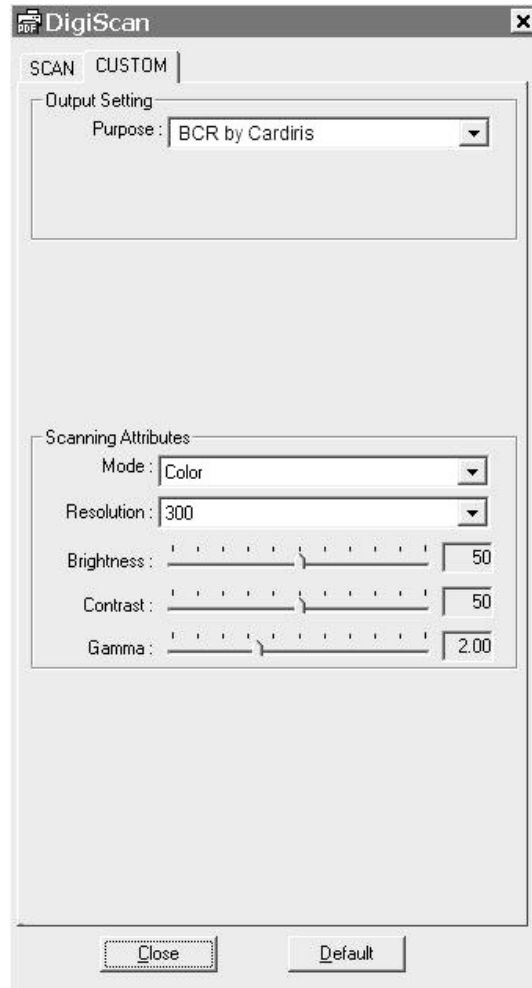 PDF DigiScan
SCAN CUSTOM
Output Setting
Purpose : BCR by Cardiris
Scanning Attributes
Mode : Color
Resolution : 300
Brightness : 50
Contrast : 50
Gamma : 2.00
Close Default